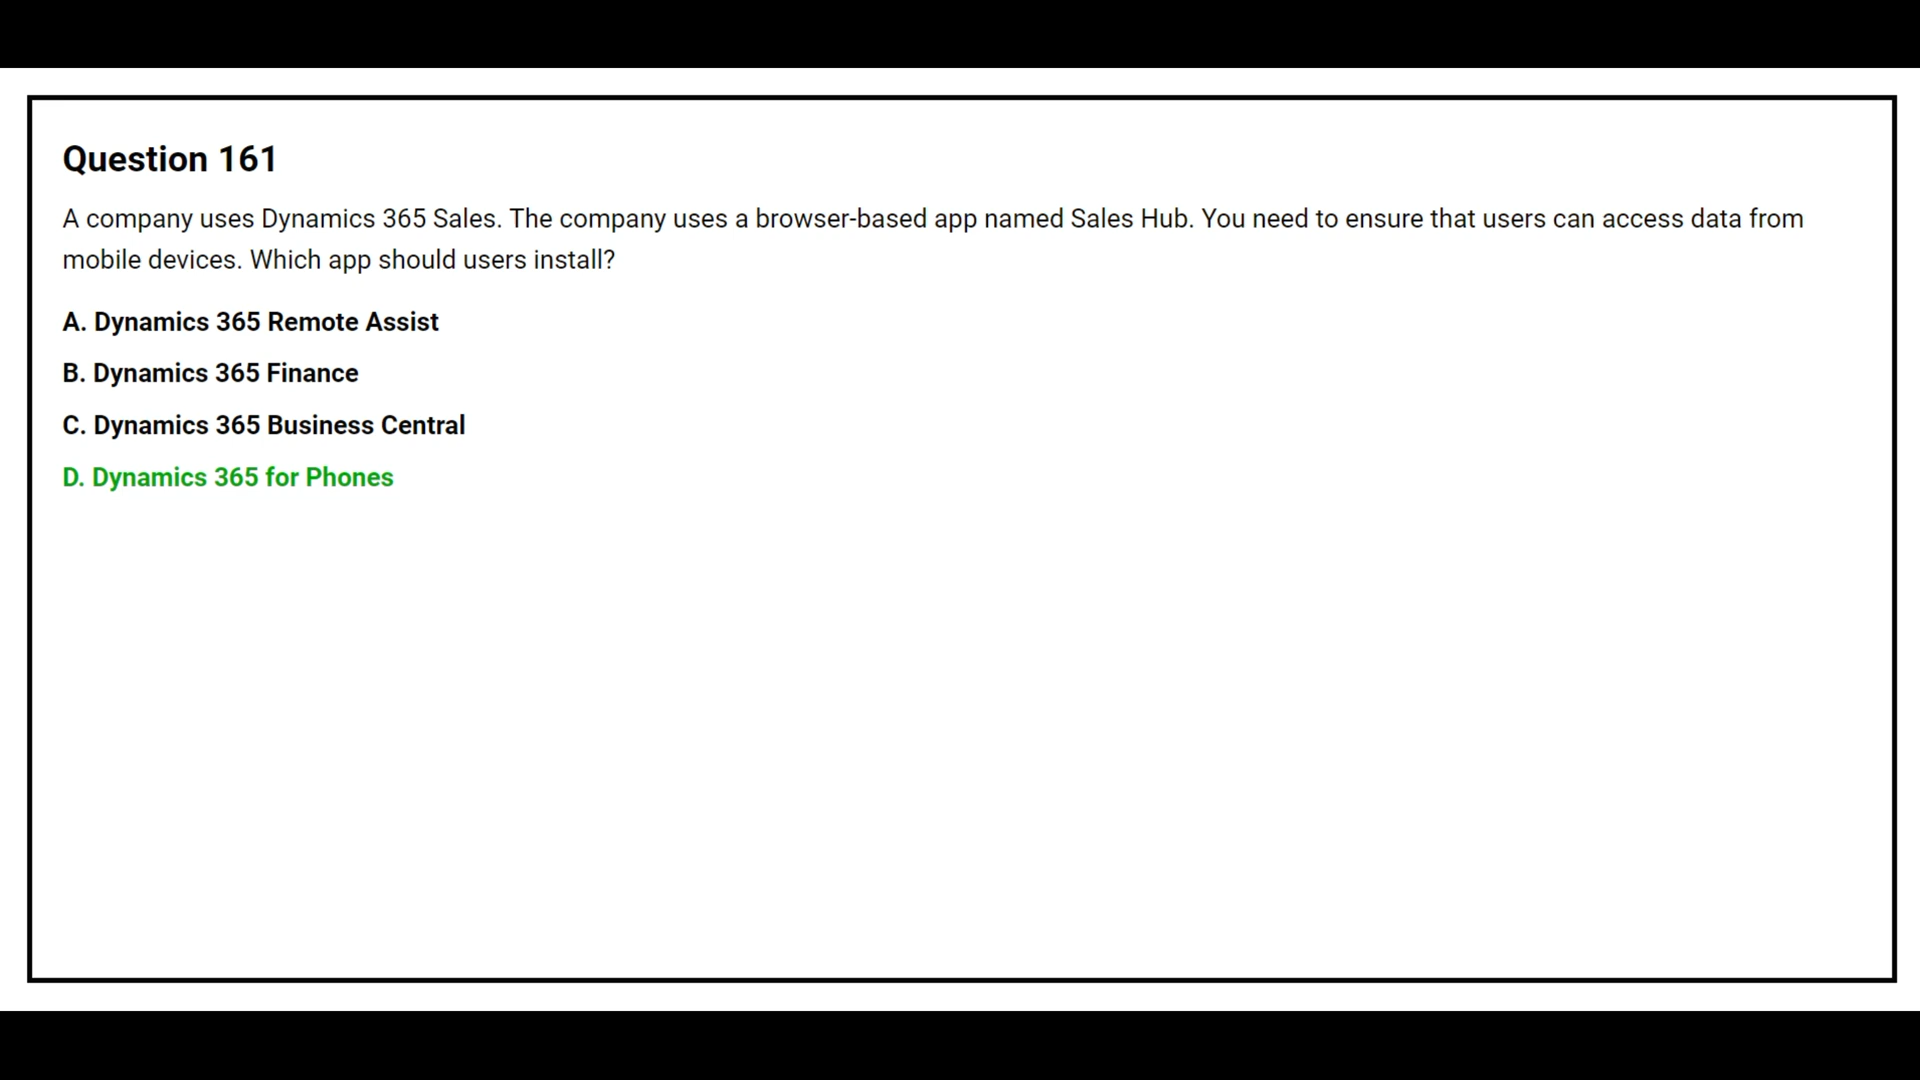 Question 161
A company uses Dynamics 365 Sales. The company uses a browser-based app named Sales Hub. You need to ensure that users can access data from
mobile devices. Which app should users install?
A. Dynamics 365 Remote Assist
B. Dynamics 365 Finance
C. Dynamics 365 Business Central
D. Dynamics 365 for Phones